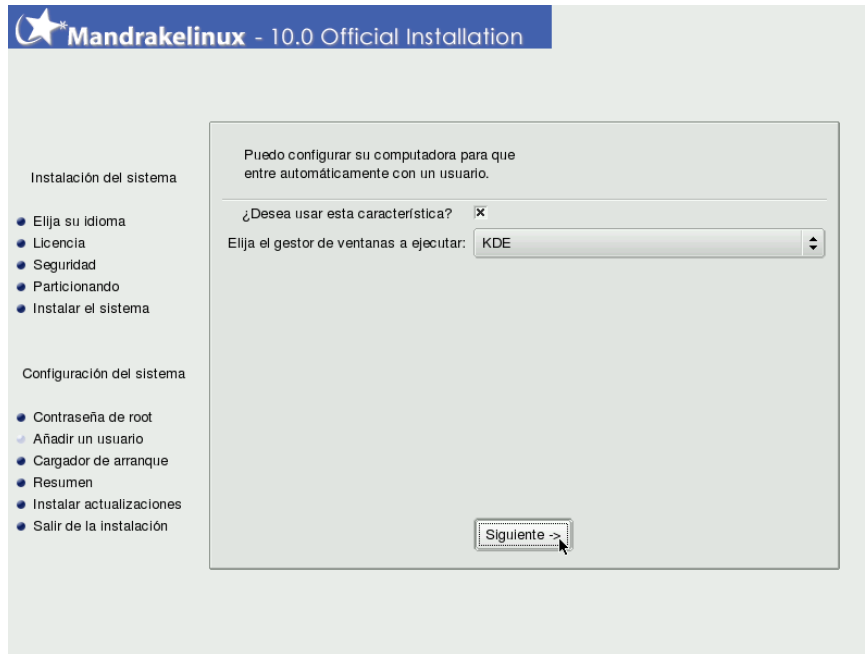 Mandrakelinux - 10.0 Official Installation
Instalación del sistema
Elija su idioma
Licencia
Seguridad
Particionando
Instalar el sistema
Configuración del sistema
Contraseña de root
Añadir un usuario
Cargador de arranque
Resumen
Instalar actualizaciones
Salir de la instalación
Puedo configurar su computadora para que
entre automáticamente con un usuario.
¿Desea usar esta característica?
Elija el gestor de ventanas a ejecutar: KDE
Siguiente ->